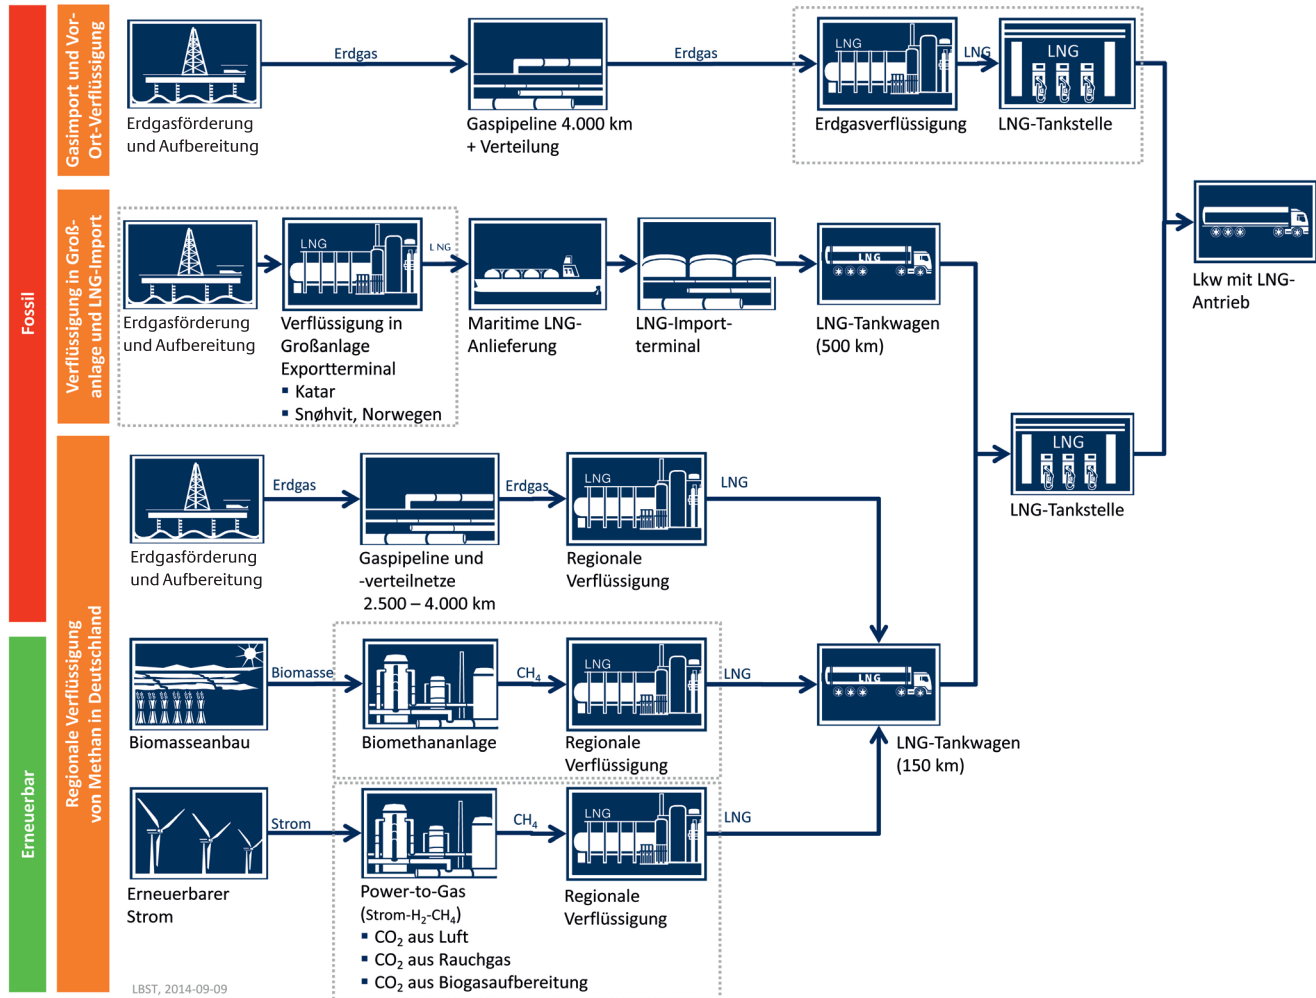 Fossil
Erneuerbar
Gasimport und Vor-
Ort-Verflüssigung
Erdgas
Erdgas
LNG
LNG
LNG
Erdgasförderung
und Aufbereitung
Gaspipeline 4.000 km
+ Verteilung
Erdgasverflüssigung
LNG-Tankstelle
Lkw mit LNG-
Antrieb
Verflüssigung in Groß-
anlage und LNG-Import
LNG
LNG
LNG
Erdgasförderung
und Aufbereitung
Verflüssigung in
Großanlage
Exportterminal
▪ Katar
▪ Snøhvit, Norwegen
Maritime LNG-
Anlieferung
LNG-Import-
terminal
LNG-Tankwagen
(500 km)
LNG
LNG-Tankstelle
Regionale Verflüssigung
von Methan in Deutschland
Erdgas
Erdgas
LNG
LNG
Erdgasförderung
und Aufbereitung
Gaspipeline und
-verteilnetze
2.500 – 4.000 km
Regionale
Verflüssigung
Biomasse
CH₄
LNG
LNG
LNG
Biomasseanbau
Biomethananlage
Regionale
Verflüssigung
LNG-Tankwagen
(150 km)
Strom
CH₄
LNG
LNG
Erneuerbarer
Strom
Power-to-Gas
(Strom-H₂-CH₄)
▪ CO₂ aus Luft
▪ CO₂ aus Rauchgas
▪ CO₂ aus Biogasaufbereitung
Regionale
Verflüssigung
LBST, 2014-09-09